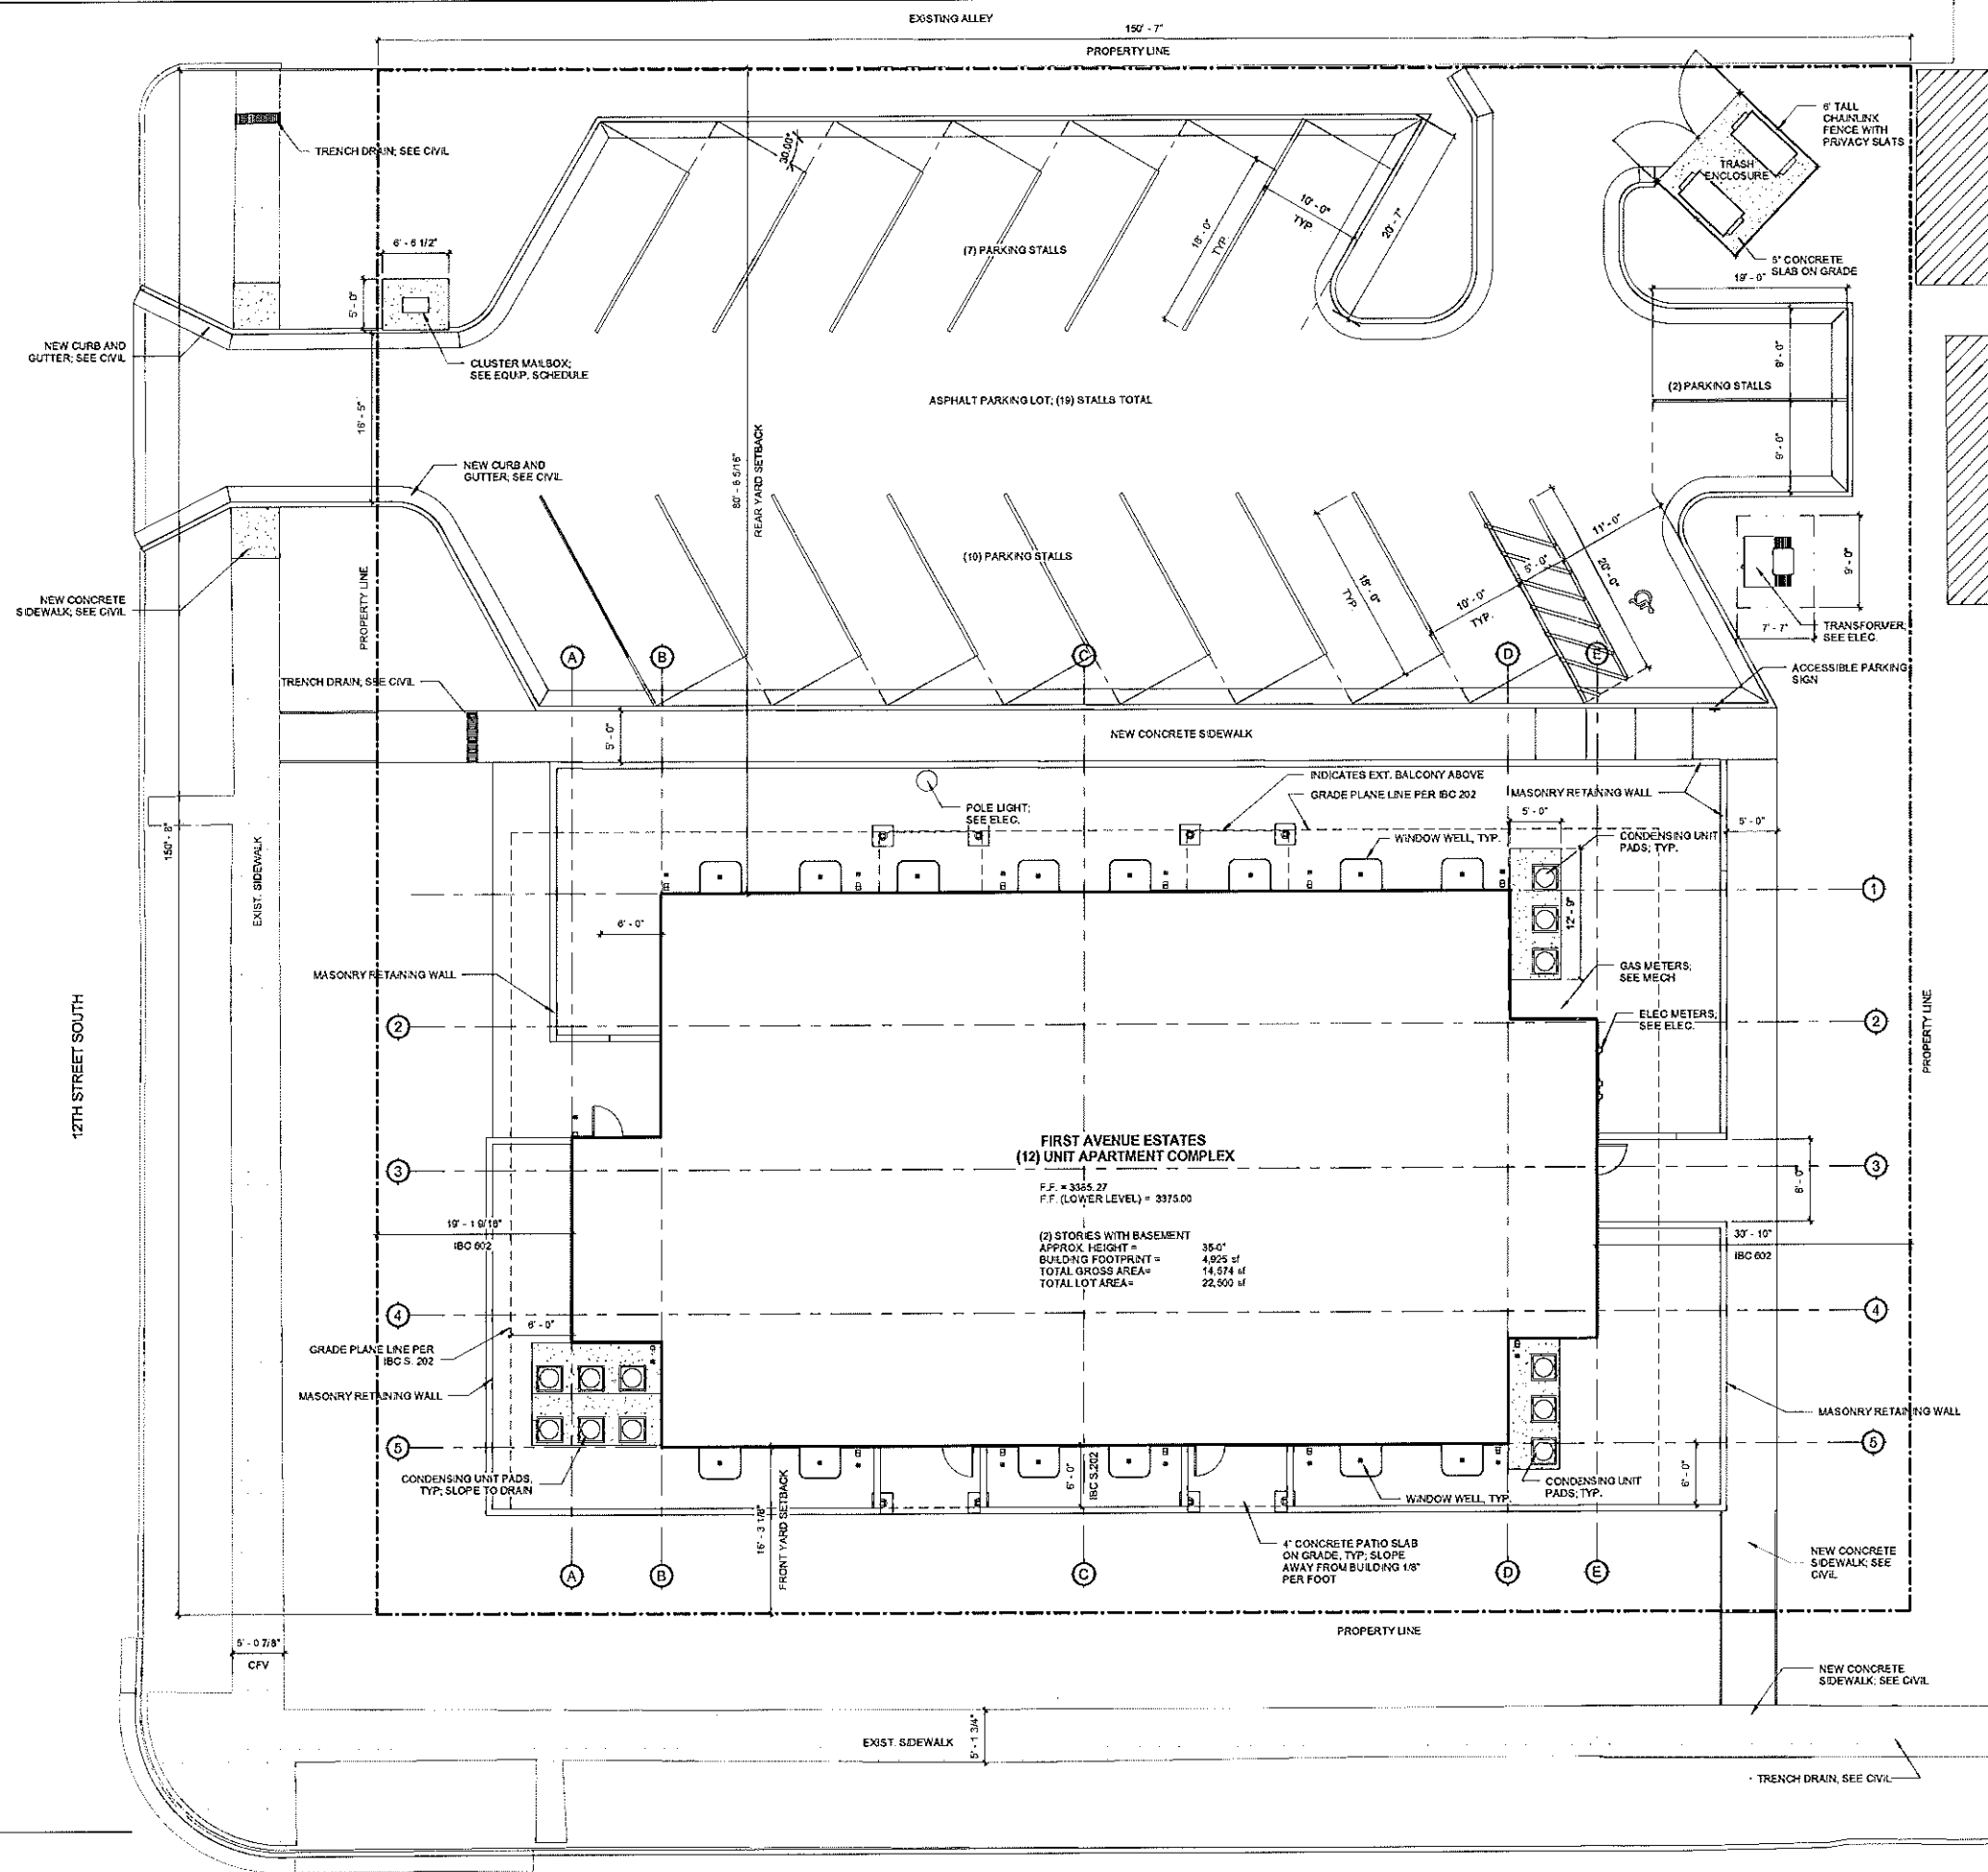 EXISTING ALLEY
150' - 7"
PROPERTY LINE
6' TALL
CHAINLINK
FENCE WITH
PRIVACY SLATS
TRENCH DRAIN; SEE CIVIL
30.00°
TRASH
ENCLOSURE
10' - 0"
TYP.
18' - 0"
TYP.
20' - 7"
6' - 6 1/2"
(7) PARKING STALLS
5" CONCRETE
SLAB ON GRADE
19' - 0"
5' - 0"
NEW CURB AND
GUTTER; SEE CIVIL
CLUSTER MAILBOX;
SEE EQUIP. SCHEDULE
9' - 0"
(2) PARKING STALLS
ASPHALT PARKING LOT; (19) STALLS TOTAL
16' - 5"
9' - 0"
NEW CURB AND
GUTTER; SEE CIVIL
80' - 6 5/16"
REAR YARD SETBACK
11' - 0"
(10) PARKING STALLS
5' - 0"
20' - 0"
9' - 0"
18' - 0"
TYP.
10' - 0"
TYP.
NEW CONCRETE
SIDEWALK; SEE CIVIL
PROPERTY LINE
7' - 7"
TRANSFORMER,
SEE ELEC.
A
B
C
D
E
ACCESSIBLE PARKING
SIGN
TRENCH DRAIN; SEE CIVIL
5' - 0"
NEW CONCRETE SIDEWALK
INDICATES EXT. BALCONY ABOVE
GRADE PLANE LINE PER IBC 202
MASONRY RETAINING WALL
POLE LIGHT;
SEE ELEC.
5' - 0"
5' - 0"
WINDOW WELL, TYP.
CONDENSING UNIT
PADS; TYP.
150' - 8"
EXIST. SIDEWALK
1
12' - 9"
6' - 0"
MASONRY RETAINING WALL
GAS METERS;
SEE MECH
2
ELEC METERS;
SEE ELEC.
2
12TH STREET SOUTH
PROPERTY LINE
FIRST AVENUE ESTATES
(12) UNIT APARTMENT COMPLEX
3
3
F.F. = 3385.27
F.F. (LOWER LEVEL) = 3375.00
6' - 0"
19' - 1 9/16"
IBC 602
(2) STORIES WITH BASEMENT
APPROX. HEIGHT = 35-0"
BUILDING FOOTPRINT = 4,925 sf
TOTAL GROSS AREA= 14,574 sf
TOTAL LOT AREA= 22,500 sf
30' - 10"
IBC 602
4
4
6' - 0"
GRADE PLANE LINE PER
IBC S. 202
MASONRY RETAINING WALL
MASONRY RETAINING WALL
5
5
CONDENSING UNIT PADS,
TYP; SLOPE TO DRAIN
6' - 0"
IBC S.202
6' - 0"
CONDENSING UNIT
PADS; TYP.
WINDOW WELL, TYP.
16' - 3 1/8"
FRONT YARD SETBACK
4" CONCRETE PATIO SLAB
ON GRADE, TYP; SLOPE
AWAY FROM BUILDING 1/8"
PER FOOT
NEW CONCRETE
SIDEWALK; SEE
CIVIL
A
B
C
D
E
PROPERTY LINE
5' - 0 7/8"
CFV
NEW CONCRETE
SIDEWALK; SEE CIVIL
EXIST. SIDEWALK
5' - 1 3/4"
TRENCH DRAIN, SEE CIVIL